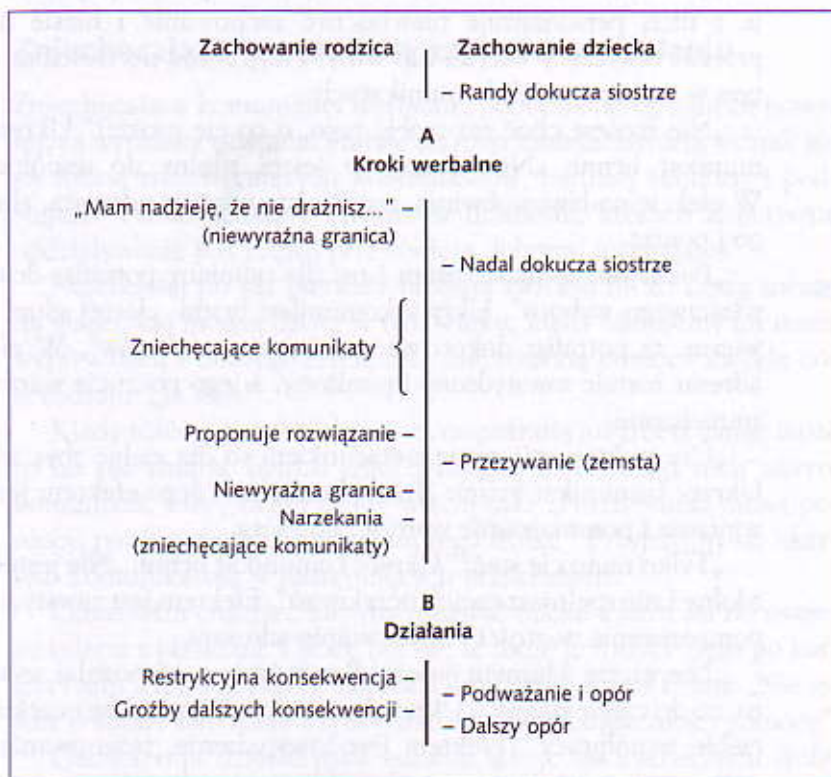 Zachowanie rodzica
Zachowanie dziecka
– Randy dokucza siostrze
A
Kroki werbalne
„Mam nadzieję, że nie drażnisz...” –
(niewyraźna granica)
– Nadal dokucza siostrze
Zniechęcające komunikaty
Proponuje rozwiązanie –
– Przezywanie (zemsta)
Niewyraźna granica –
Narzekania –
(zniechęcające komunikaty)
B
Działania
Restrykcyjna konsekwencja –
– Podważanie i opór
Groźby dalszych konsekwencji –
– Dalszy opór